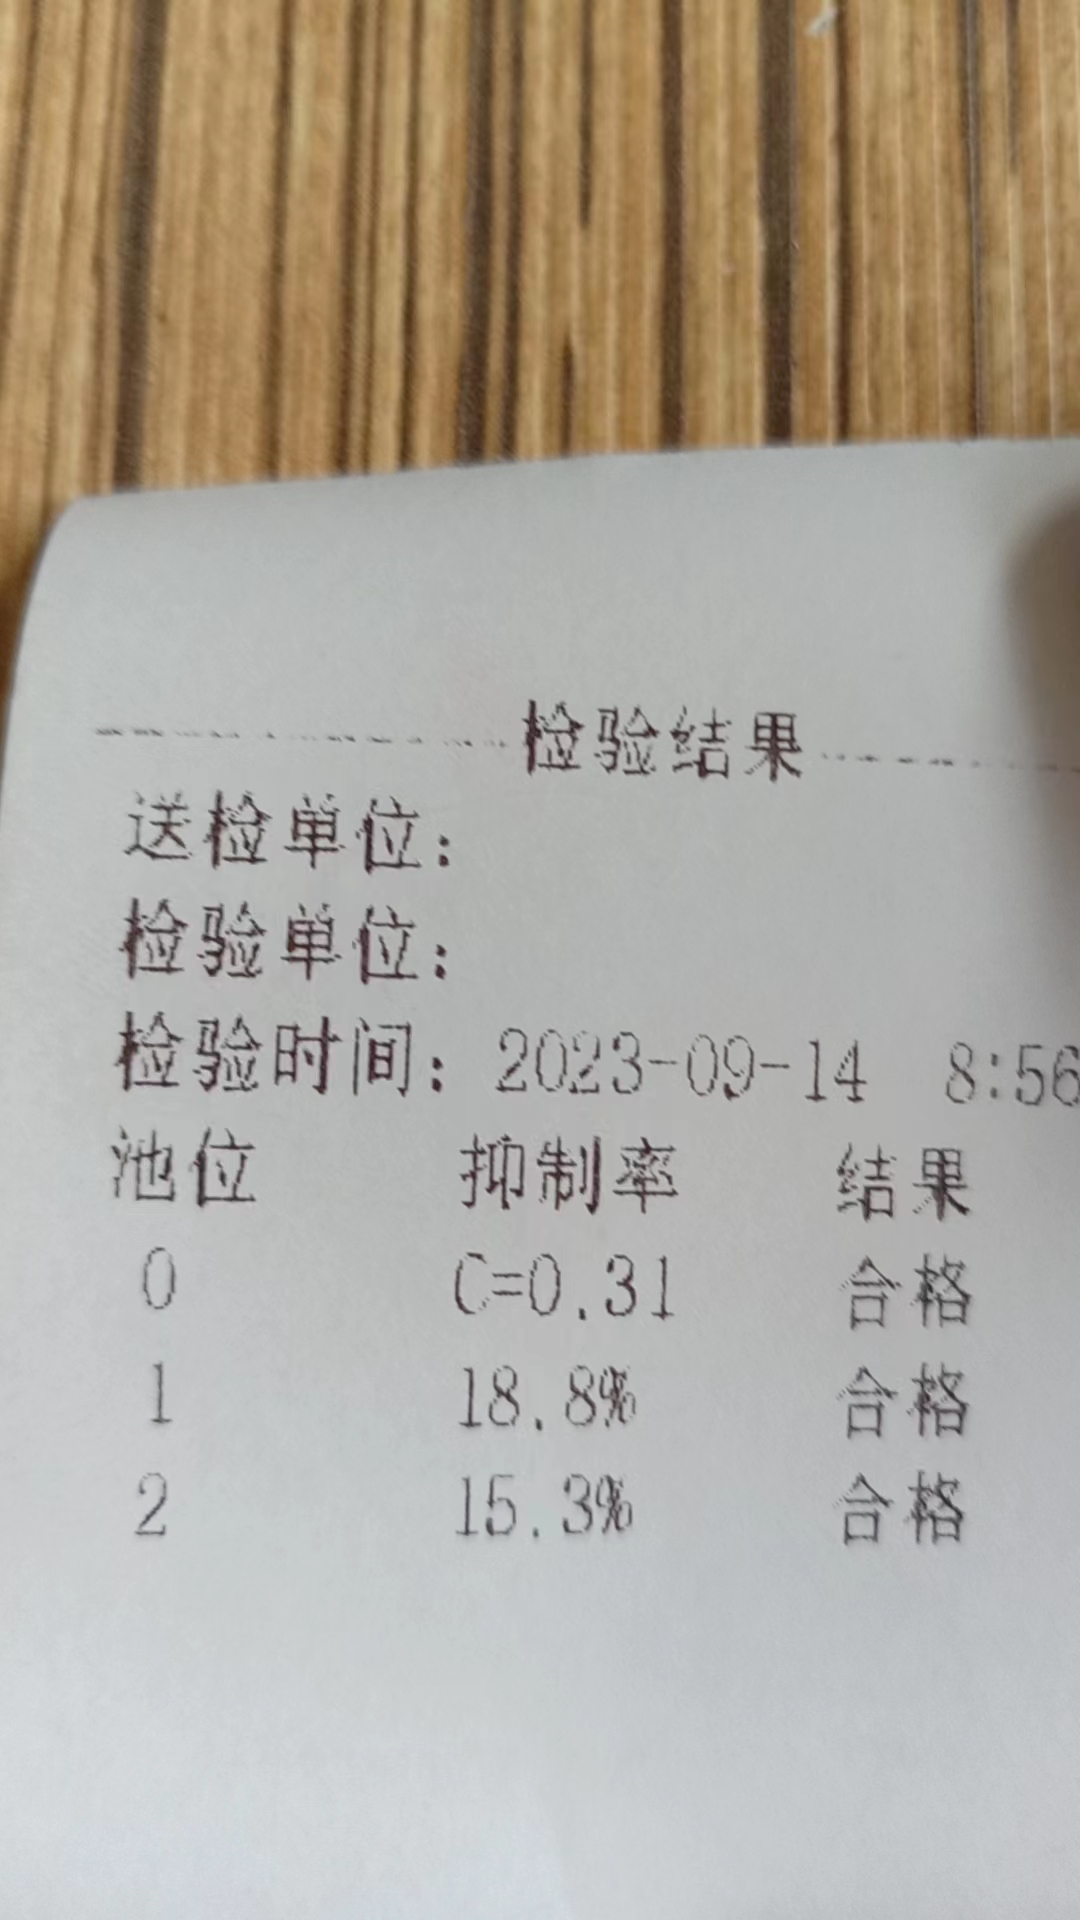 检验结果
送检单位：
检验单位：
检验时间：2023-09-14 8:56
池位 抑制率 结果
0 C=0.31 合格
1 18.8% 合格
2 15.3% 合格